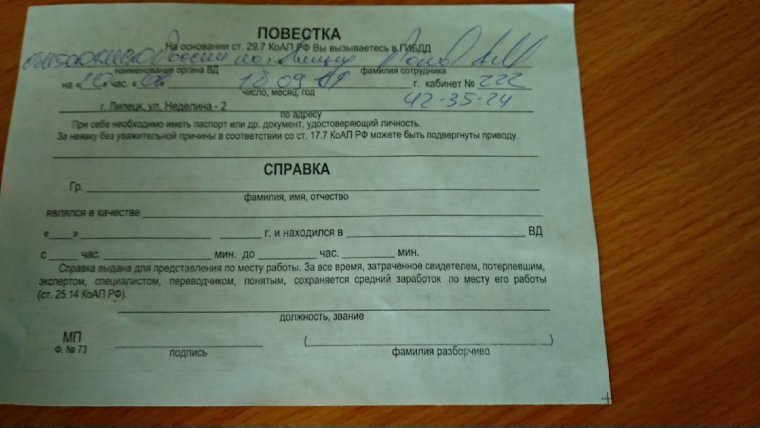 ПОВЕСТКА
На основании ст. 29.7 КоАП РФ Вы вызываетесь в ГИБДД
России по
наименование органа ВД фамилия сотрудника
на «10» час. « 18 09 г. кабинет № 222
число, месяц, год
42-35-24
г. Липецк, ул. Неделина - 2
по адресу
При себе необходимо иметь паспорт или др. документ, удостоверяющий личность.
За неявку без уважительной причины в соответствии со ст. 17.7 КоАП РФ можете быть подвергнуты приводу.
СПРАВКА
Гр.
фамилия, имя, отчество
являлся в качестве
« » г. и находился в ВД
с час. мин. до час. мин.
Справка выдана для представления по месту работы. За все время, затраченное свидетелем, потерпевшим,
экспертом, специалистом, переводчиком, понятым, сохраняется средний заработок по месту его работы
(ст. 25.14 КоАП РФ).
должность, звание
МП
Ф. № 73
( )
подпись фамилия разборчиво